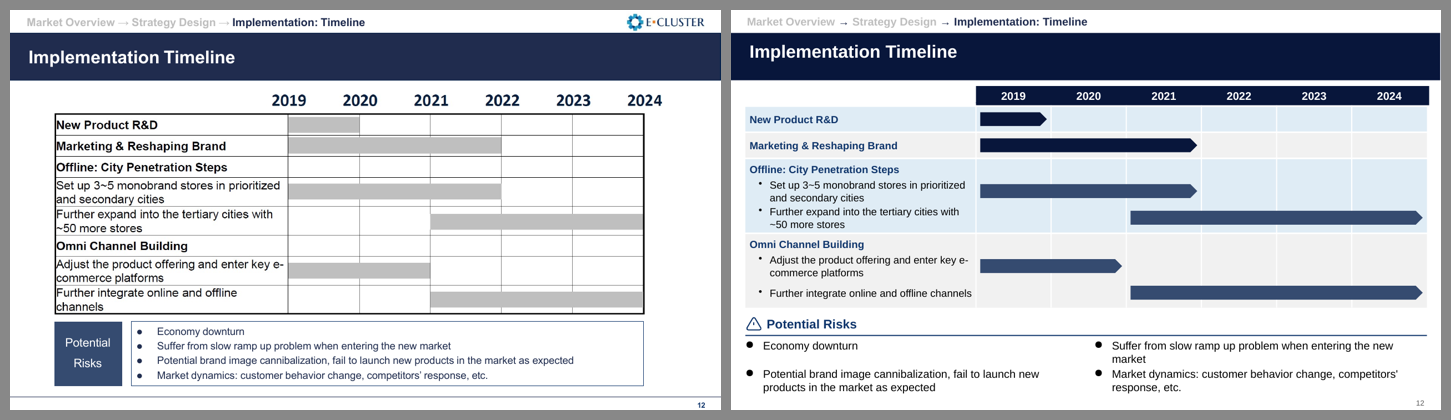 Market Overview → Strategy Design → Implementation: Timeline
E•CLUSTER
Implementation Timeline
2019 2020 2021 2022 2023 2024
New Product R&D
Marketing & Reshaping Brand
Offline: City Penetration Steps
Set up 3~5 monobrand stores in prioritized
and secondary cities
Further expand into the tertiary cities with
~50 more stores
Omni Channel Building
Adjust the product offering and enter key e-
commerce platforms
Further integrate online and offline
channels
Potential
Risks
● Economy downturn
● Suffer from slow ramp up problem when entering the new market
● Potential brand image cannibalization, fail to launch new products in the market as expected
● Market dynamics: customer behavior change, competitors' response, etc.
12
Market Overview → Strategy Design → Implementation: Timeline
Implementation Timeline
2019 2020 2021 2022 2023 2024
New Product R&D
Marketing & Reshaping Brand
Offline: City Penetration Steps
• Set up 3~5 monobrand stores in prioritized
and secondary cities
• Further expand into the tertiary cities with
~50 more stores
Omni Channel Building
• Adjust the product offering and enter key e-
commerce platforms
• Further integrate online and offline channels
Potential Risks
● Economy downturn
● Suffer from slow ramp up problem when entering the new
market
● Potential brand image cannibalization, fail to launch new
products in the market as expected
● Market dynamics: customer behavior change, competitors'
response, etc.
12